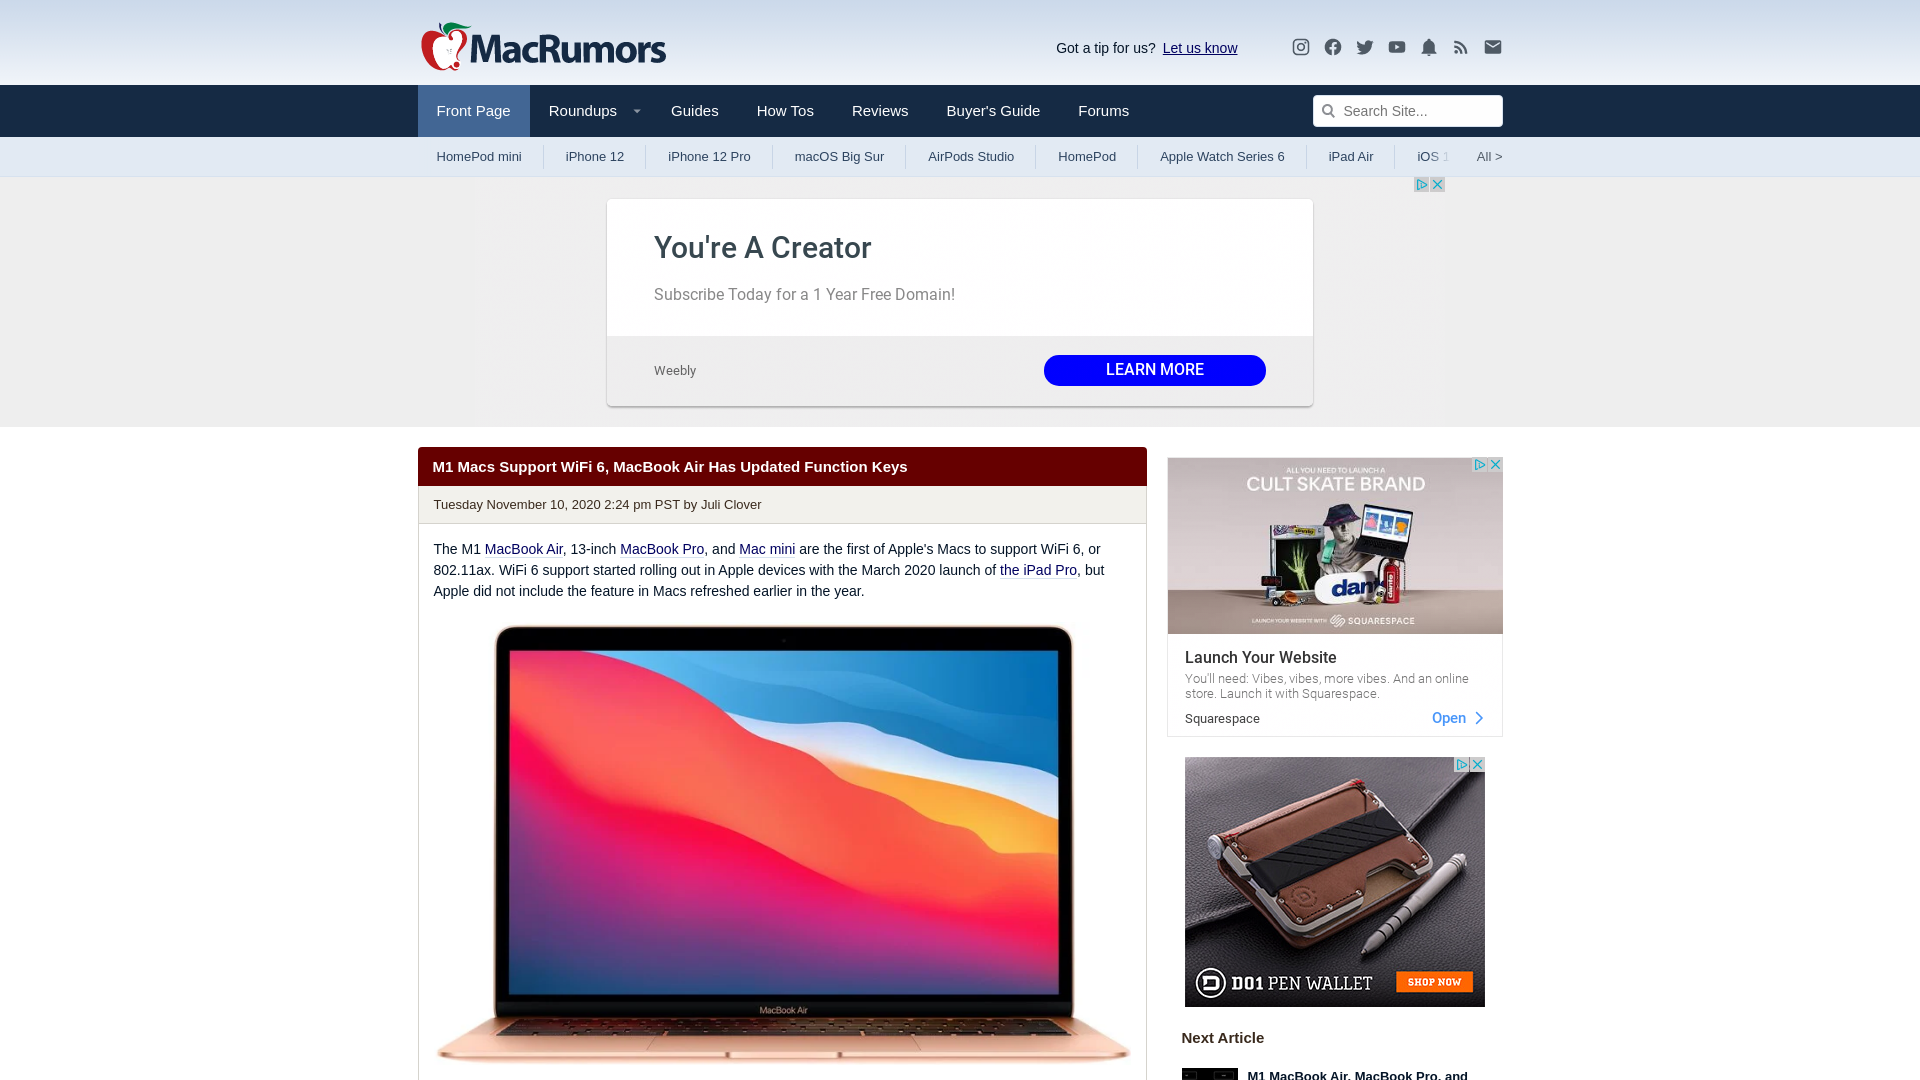 MacRumors
Got a tip for us? Let us know
Front Page
Roundups
Guides
How Tos
Reviews
Buyer's Guide
Forums
Search Site...
HomePod mini
iPhone 12
iPhone 12 Pro
macOS Big Sur
AirPods Studio
HomePod
Apple Watch Series 6
iPad Air
iOS 1
All >
You're A Creator
Subscribe Today for a 1 Year Free Domain!
Weebly
LEARN MORE
M1 Macs Support WiFi 6, MacBook Air Has Updated Function Keys
Tuesday November 10, 2020 2:24 pm PST by Juli Clover
The M1 MacBook Air, 13-inch MacBook Pro, and Mac mini are the first of Apple's Macs to support WiFi 6, or
802.11ax. WiFi 6 support started rolling out in Apple devices with the March 2020 launch of the iPad Pro, but
Apple did not include the feature in Macs refreshed earlier in the year.
MacBook Air
ALL YOU NEED TO LAUNCH A
CULT SKATE BRAND
dante
dante
LAUNCH YOUR WEBSITE WITH SQUARESPACE
Launch Your Website
You'll need: Vibes, vibes, more vibes. And an online
store. Launch it with Squarespace.
Squarespace
Open
D01 PEN WALLET
SHOP NOW
Next Article
M1 MacBook Air, MacBook Pro, and